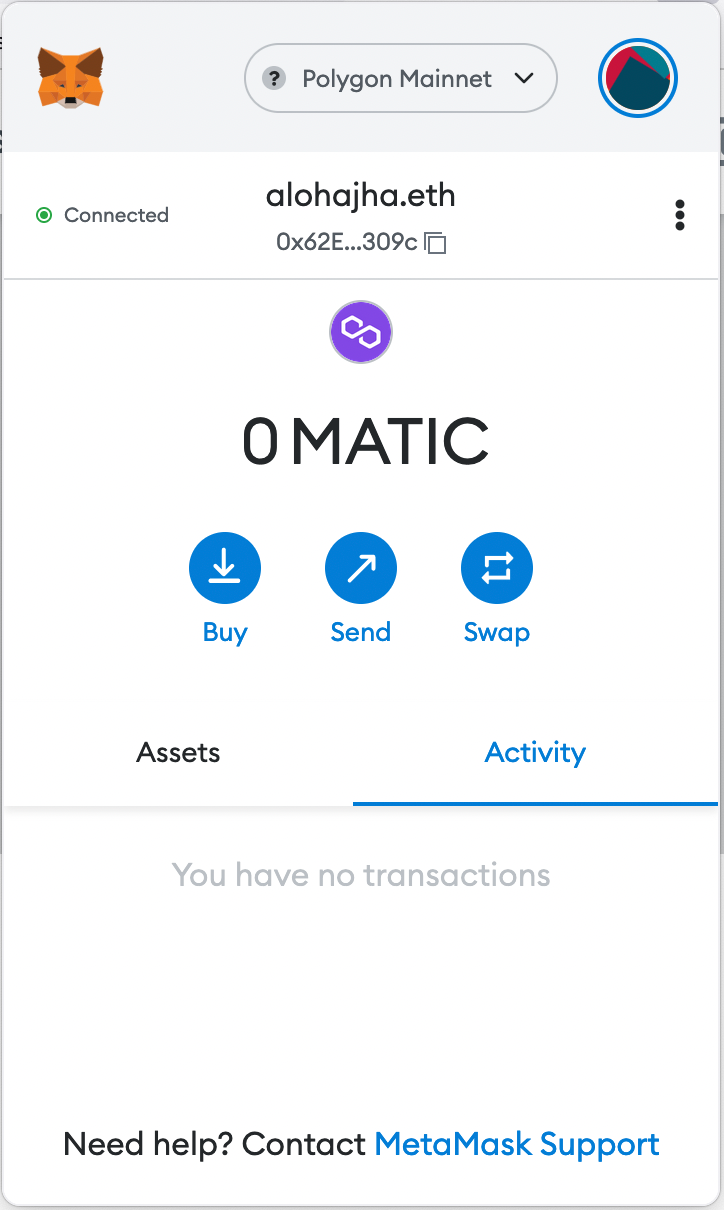 ? Polygon Mainnet
Connected
alohajha.eth
0x62E...309c
0 MATIC
Buy Send Swap
Assets Activity
You have no transactions
Need help? Contact MetaMask Support